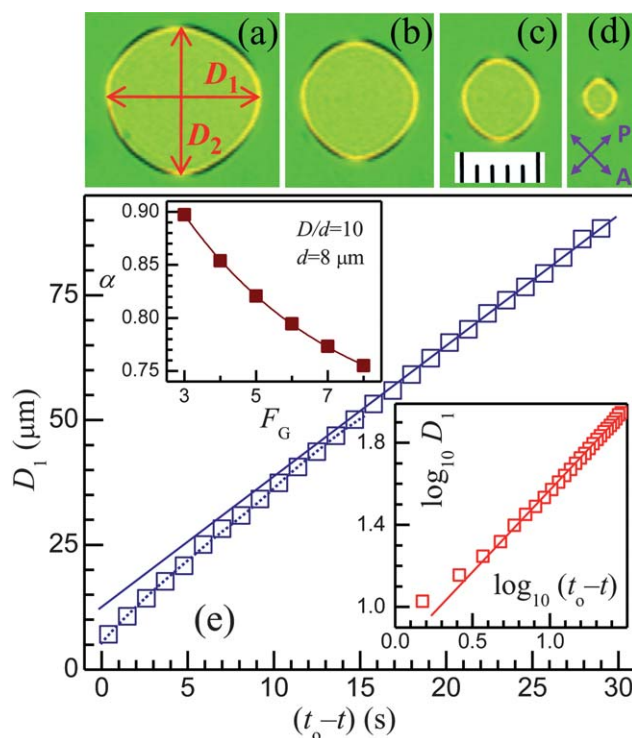 (a)
(b)
(c)
(d)
D1
D2
P
A
0.90
0.85
α
0.80
0.75
3
5
7
FG
D/d=10
d=8 μm
75
50
25
0
D1 (μm)
1.8
1.4
1.0
log10 D1
log10 (to–t)
0.0
0.5
1.0
(e)
0
5
10
15
20
25
30
(to–t) (s)